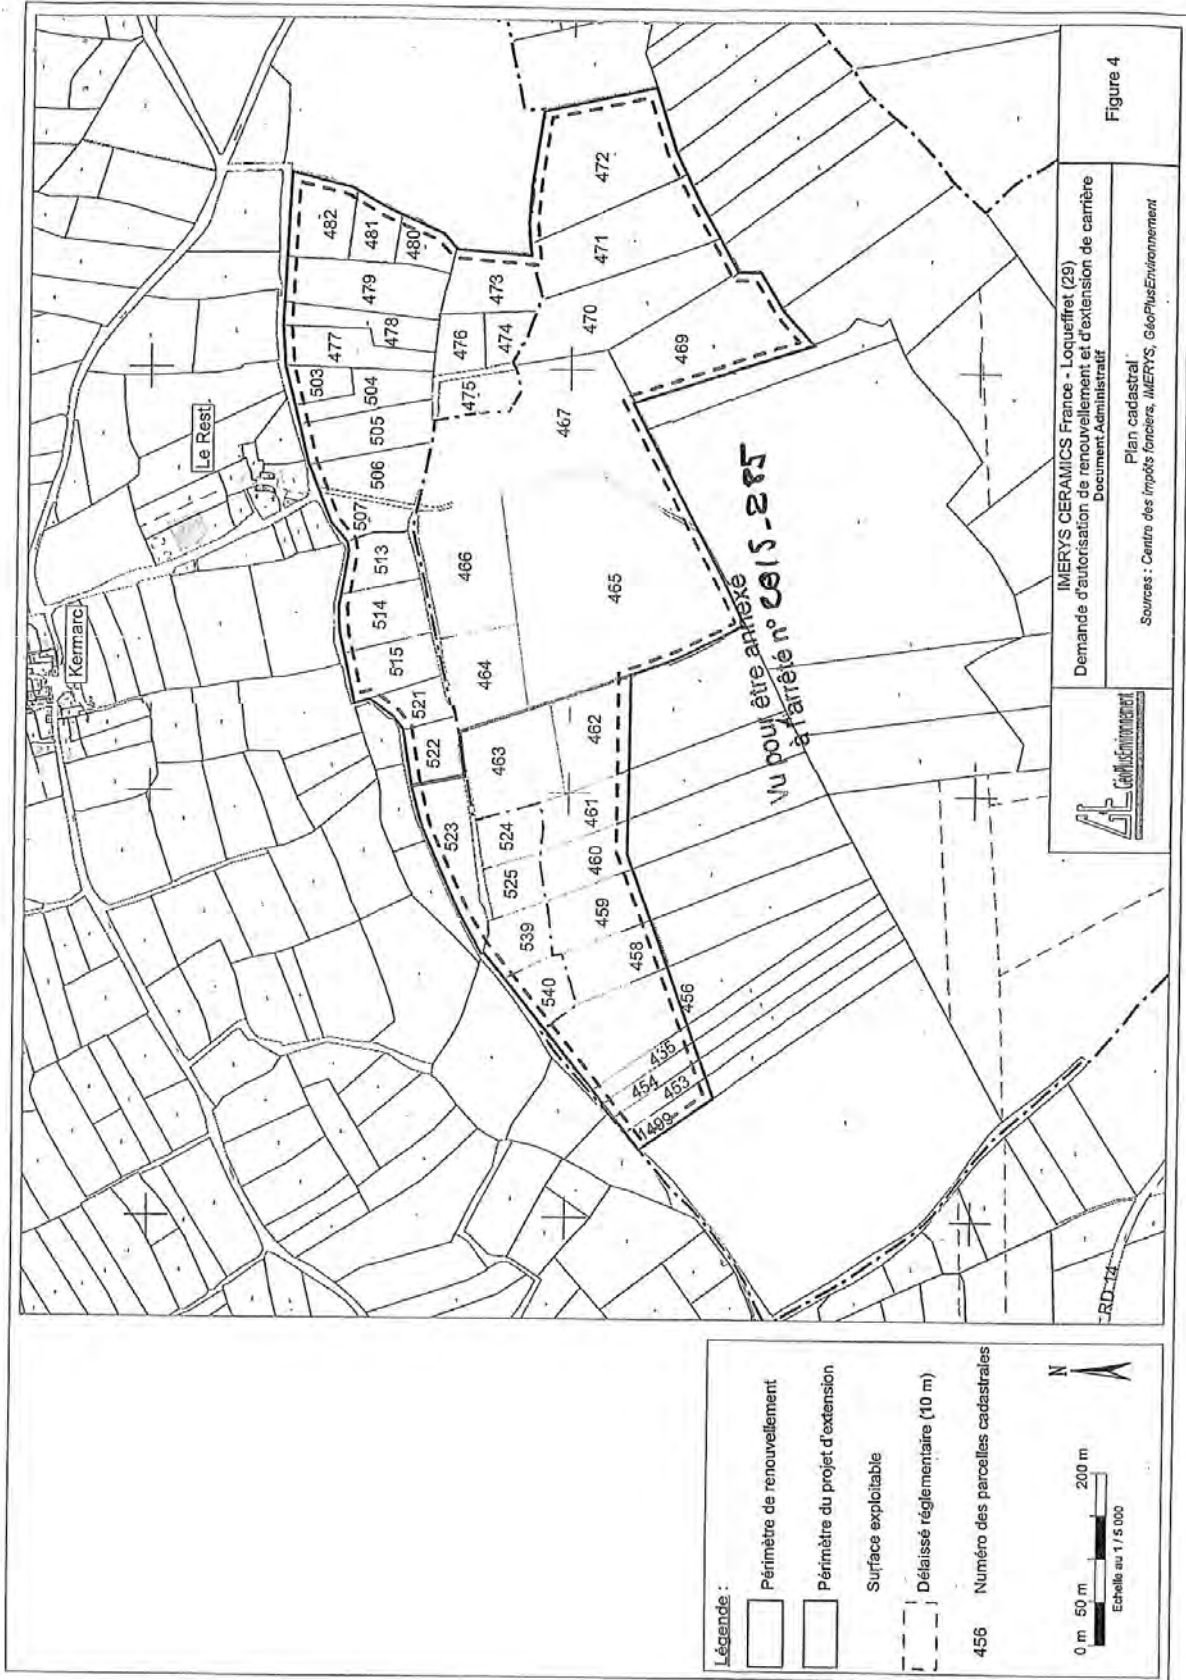 Kermarc
Le Rest
482
481
480
479
478
477
476
475
474
473
472
471
470
469
467
503
504
505
506
507
513
514
515
521
522
523
524
525
539
540
466
465
464
463
462
461
460
459
458
456
454
453
1499
RD 14
Vu pour être annexé
à l'arrêté n° 2015-285
Légende :
Périmètre de renouvellement
Périmètre du projet d'extension
Surface exploitable
Délaissé réglementaire (10 m)
456 Numéro des parcelles cadastrales
0 m 50 m 200 m
Echelle au 1 / 5 000
N
GéoPlusEnvironnement
IMERYS CERAMICS France - Loqueffret (29)
Demande d'autorisation de renouvellement et d'extension de carrière
Document Administratif
Plan cadastral
Sources : Centre des impôts fonciers, IMERYS, GéoPlusEnvironnement
Figure 4